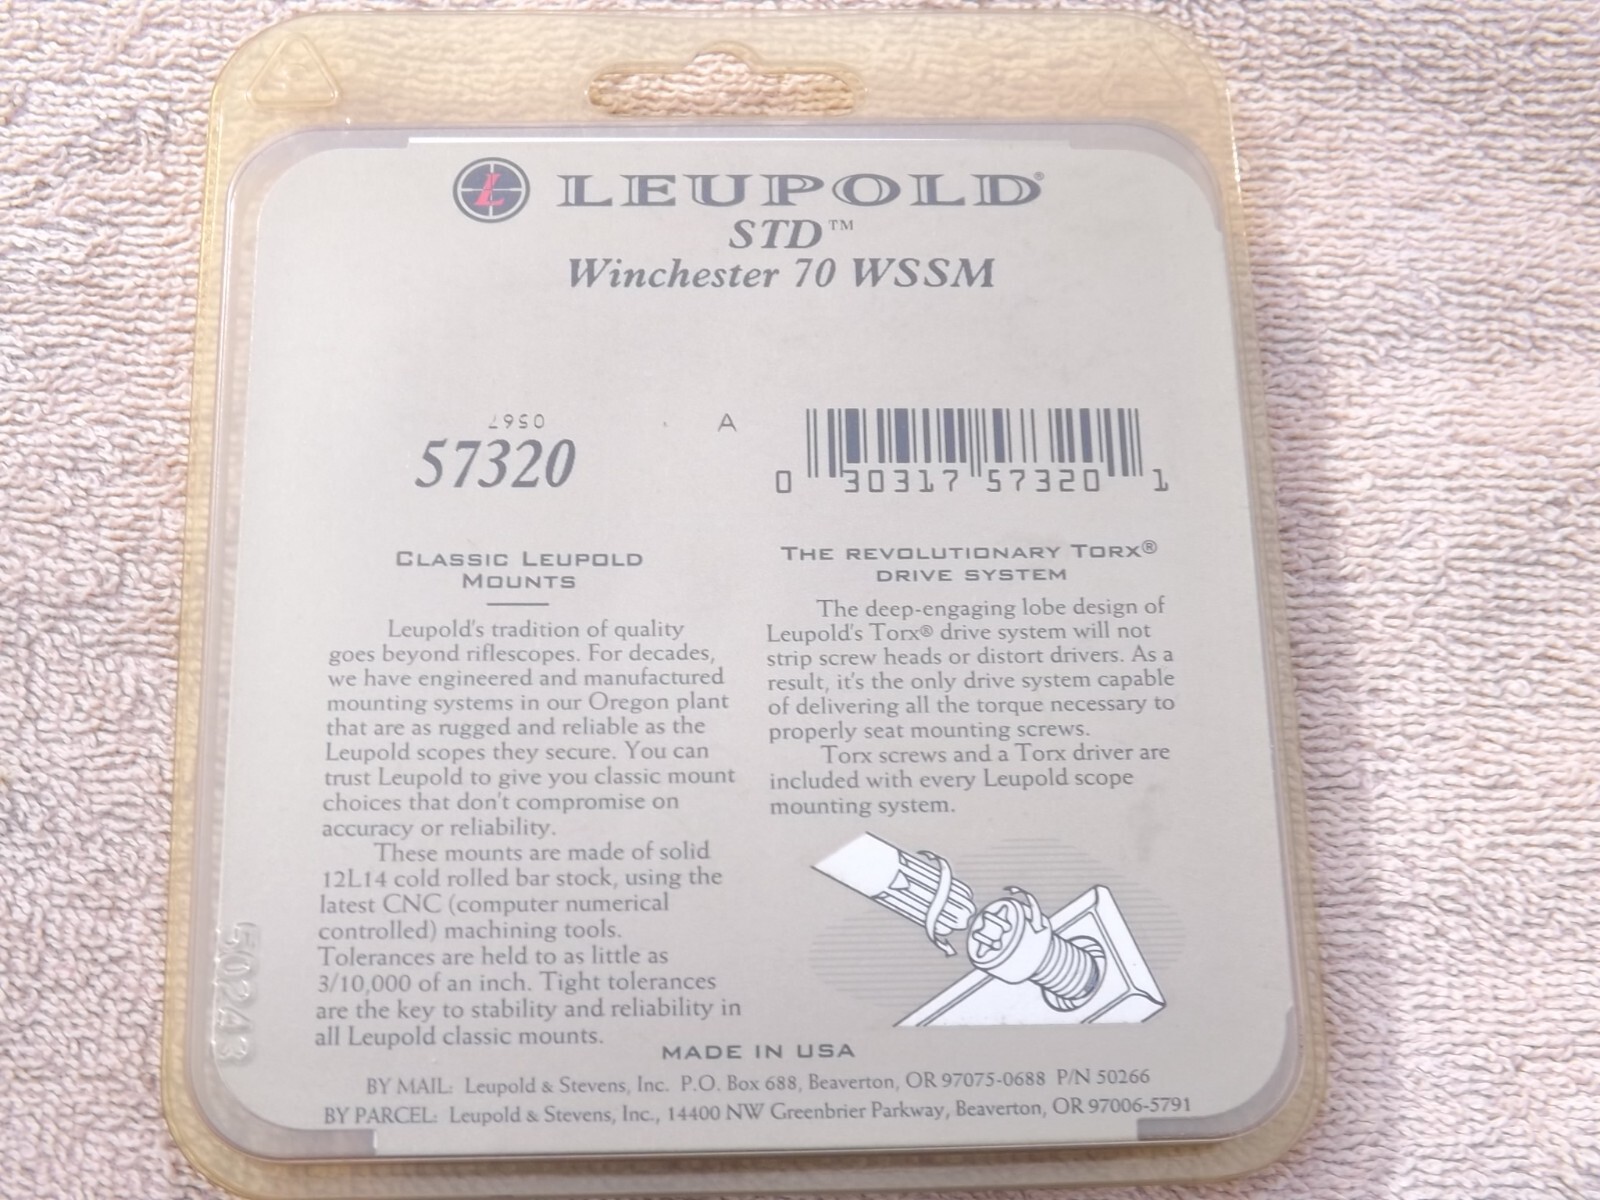 L LEUPOLD®
STD™
Winchester 70 WSSM
57320
A
0 30317 57320 1
CLASSIC LEUPOLD
MOUNTS
Leupold's tradition of quality
goes beyond riflescopes. For decades,
we have engineered and manufactured
mounting systems in our Oregon plant
that are as rugged and reliable as the
Leupold scopes they secure. You can
trust Leupold to give you classic mount
choices that don't compromise on
accuracy or reliability.
These mounts are made of solid
12L14 cold rolled bar stock, using the
latest CNC (computer numerical
controlled) machining tools.
Tolerances are held to as little as
3/10,000 of an inch. Tight tolerances
are the key to stability and reliability in
all Leupold classic mounts.
THE REVOLUTIONARY TORX®
DRIVE SYSTEM
The deep-engaging lobe design of
Leupold's Torx® drive system will not
strip screw heads or distort drivers. As a
result, it's the only drive system capable
of delivering all the torque necessary to
properly seat mounting screws.
Torx screws and a Torx driver are
included with every Leupold scope
mounting system.
MADE IN USA
BY MAIL: Leupold & Stevens, Inc. P.O. Box 688, Beaverton, OR 97075-0688 P/N 50266
BY PARCEL: Leupold & Stevens, Inc., 14400 NW Greenbrier Parkway, Beaverton, OR 97006-5791
50243